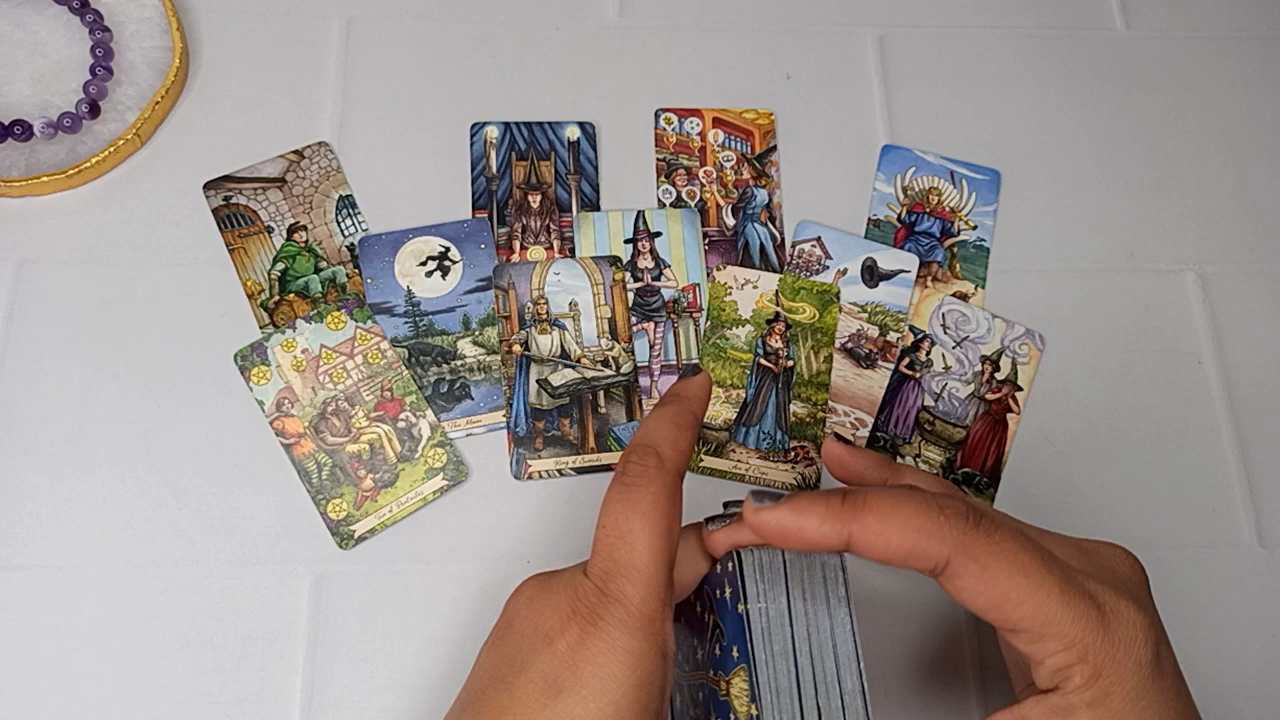 The Moon
King of Swords
Ace of Cups
Ten of Pentacles